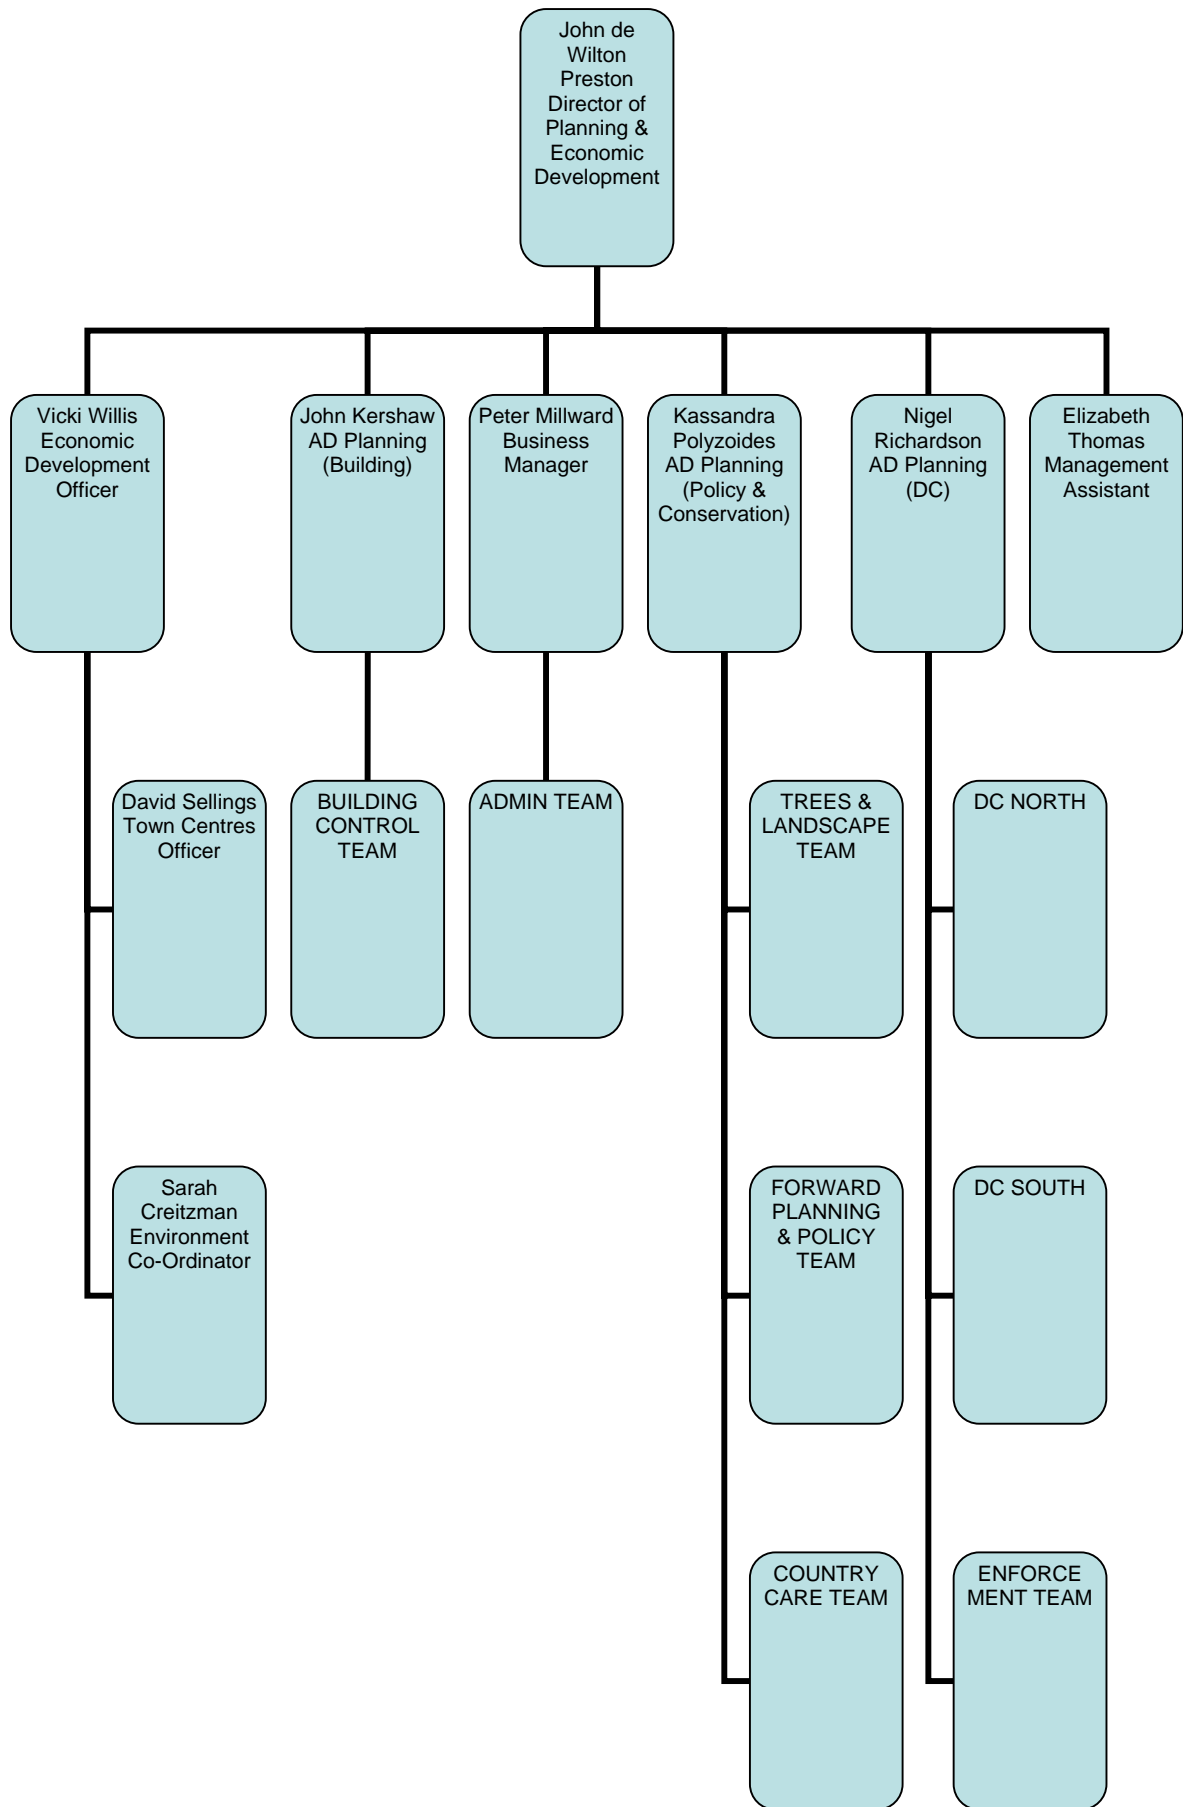 John de
Wilton
Preston
Director of
Planning &
Economic
Development
Vicki Willis
Economic
Development
Officer
John Kershaw
AD Planning
(Building)
Peter Millward
Business
Manager
Kassandra
Polyzoides
AD Planning
(Policy &
Conservation)
Nigel
Richardson
AD Planning
(DC)
Elizabeth
Thomas
Management
Assistant
David Sellings
Town Centres
Officer
BUILDING
CONTROL
TEAM
ADMIN TEAM
TREES &
LANDSCAPE
TEAM
DC NORTH
Sarah
Creitzman
Environment
Co-Ordinator
FORWARD
PLANNING
& POLICY
TEAM
DC SOUTH
COUNTRY
CARE TEAM
ENFORCE
MENT TEAM